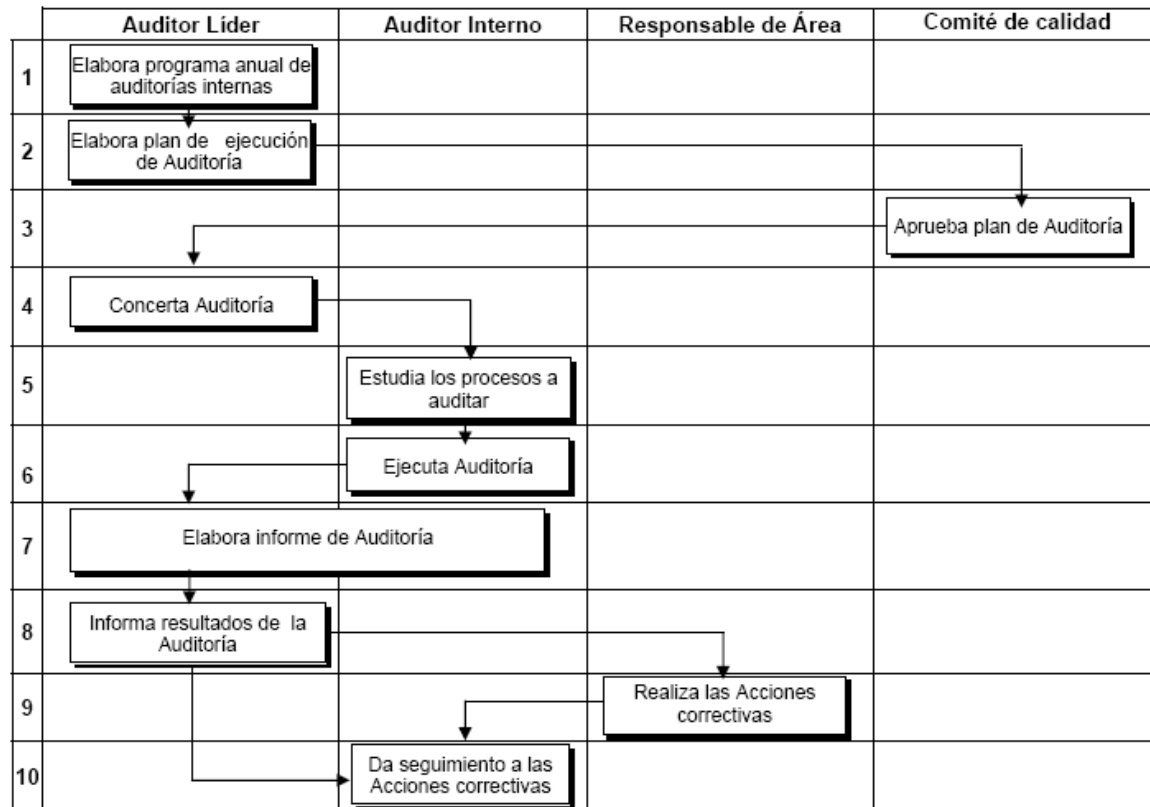 Auditor Líder Auditor Interno Responsable de Área Comité de calidad
1
Elabora programa anual de
auditorías internas
2
Elabora plan de ejecución
de Auditoría
3
Aprueba plan de Auditoría
4
Concerta Auditoría
5
Estudia los procesos a
auditar
6
Ejecuta Auditoría
7
Elabora informe de Auditoría
8
Informa resultados de la
Auditoría
9
Realiza las Acciones
correctivas
10
Da seguimiento a las
Acciones correctivas